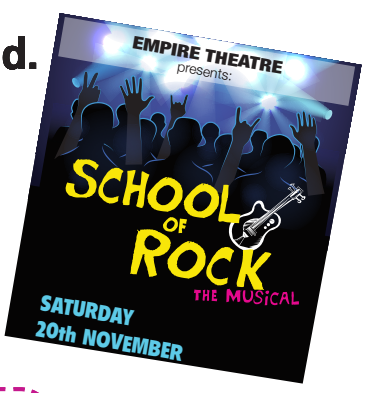 d.
EMPIRE THEATRE
presents:
SCHOOL
OF
ROCK
THE MUSiCAL
SATURDAY
20th NOVEMBER